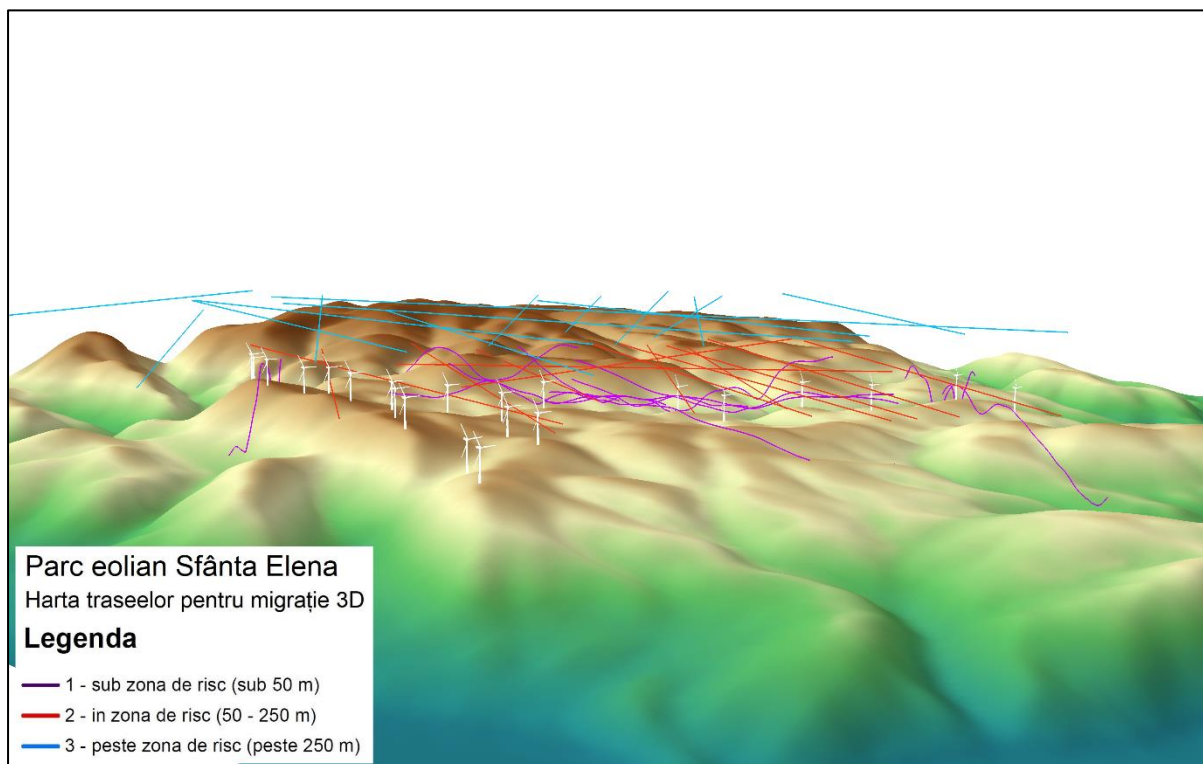 Parc eolian Sfânta Elena
Harta traseelor pentru migrație 3D
Legenda
1 - sub zona de risc (sub 50 m)
2 - in zona de risc (50 - 250 m)
3 - peste zona de risc (peste 250 m)